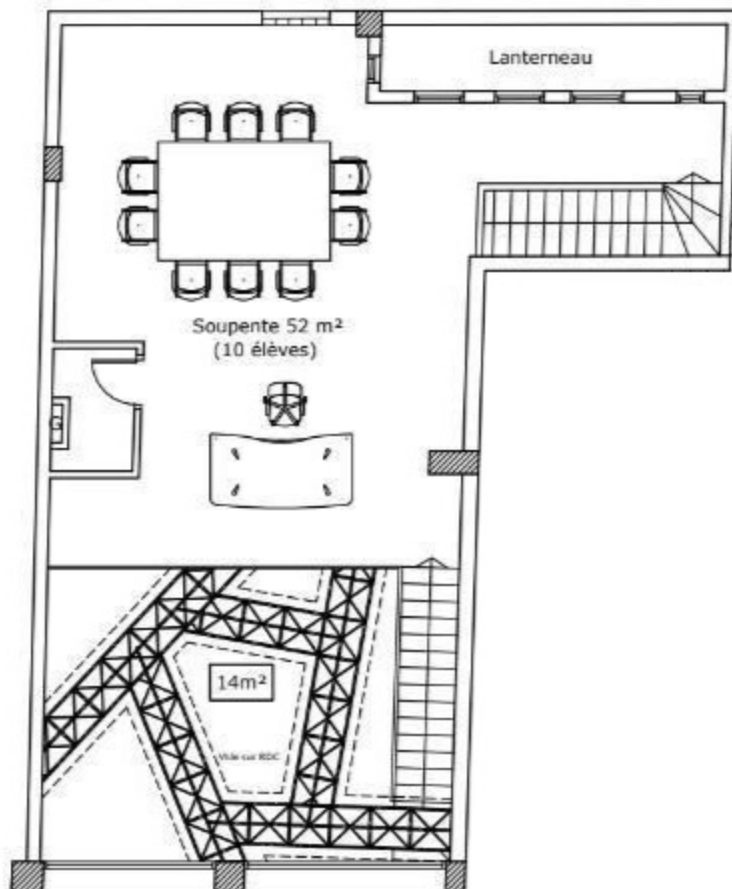 Lanterneau
Soupente 52 m²
(10 élèves)
14m²
Vide sur RDC